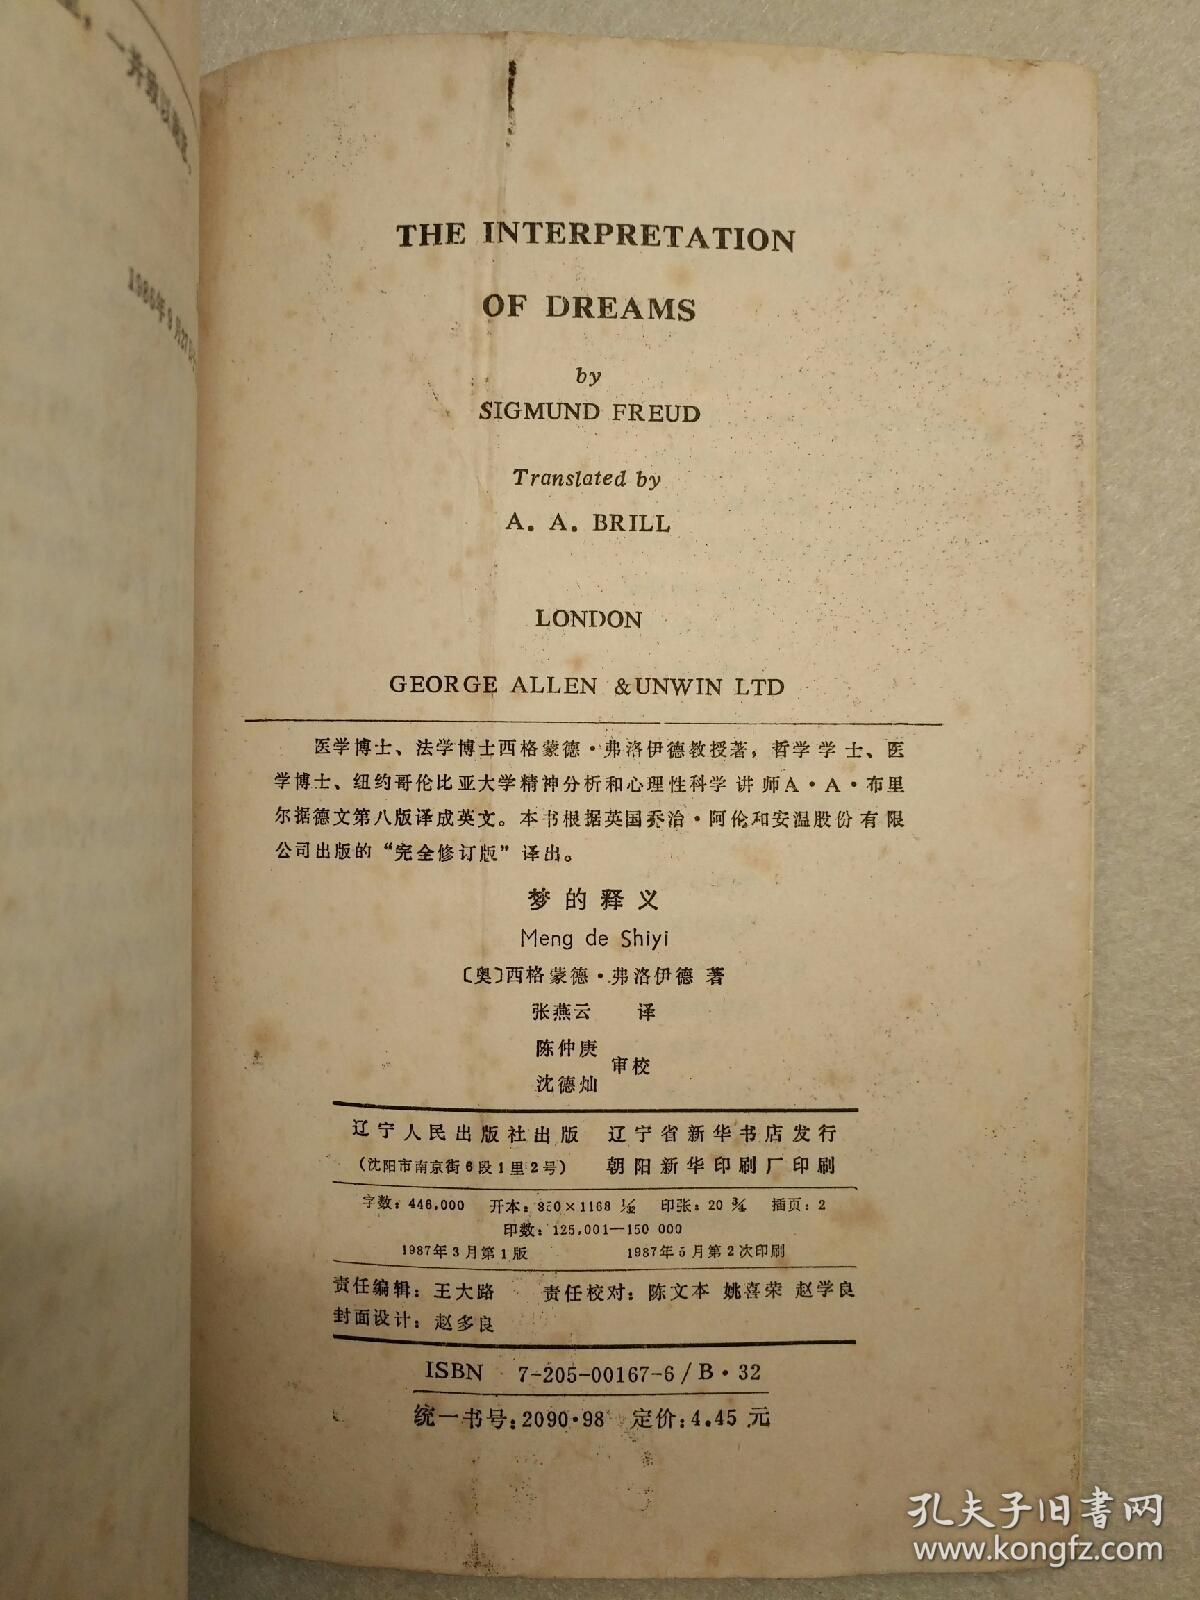 一齐致以谢意。
THE INTERPRETATION
OF DREAMS
by
SIGMUND FREUD
Translated by
A. A. BRILL
LONDON
GEORGE ALLEN & UNWIN LTD
医学博士、法学博士西格蒙德·弗洛伊德教授著，哲学学士、医
学博士、纽约哥伦比亚大学精神分析和心理性科学讲师A·A·布里
尔据德文第八版译成英文。本书根据英国乔治·阿伦和安温股份有限
公司出版的“完全修订版”译出。
梦的释义
Meng de Shiyi
〔奥〕西格蒙德·弗洛伊德 著
张燕云 译
陈仲庚
沈德灿
审校
辽宁人民出版社出版 辽宁省新华书店发行
（沈阳市南京街6段1里2号） 朝阳新华印刷厂印刷
字数：446,000 开本：850×1168 1/32 印张：20 3/4 插页：2
印数：125,001—150 000
1987年3月第1版 1987年5月第2次印刷
责任编辑：王大路 责任校对：陈文本 姚喜荣 赵学良
封面设计：赵多良
ISBN 7-205-00167-6/B·32
统一书号：2090·98 定价：4.45元
孔夫子旧书网
www.kongfz.com